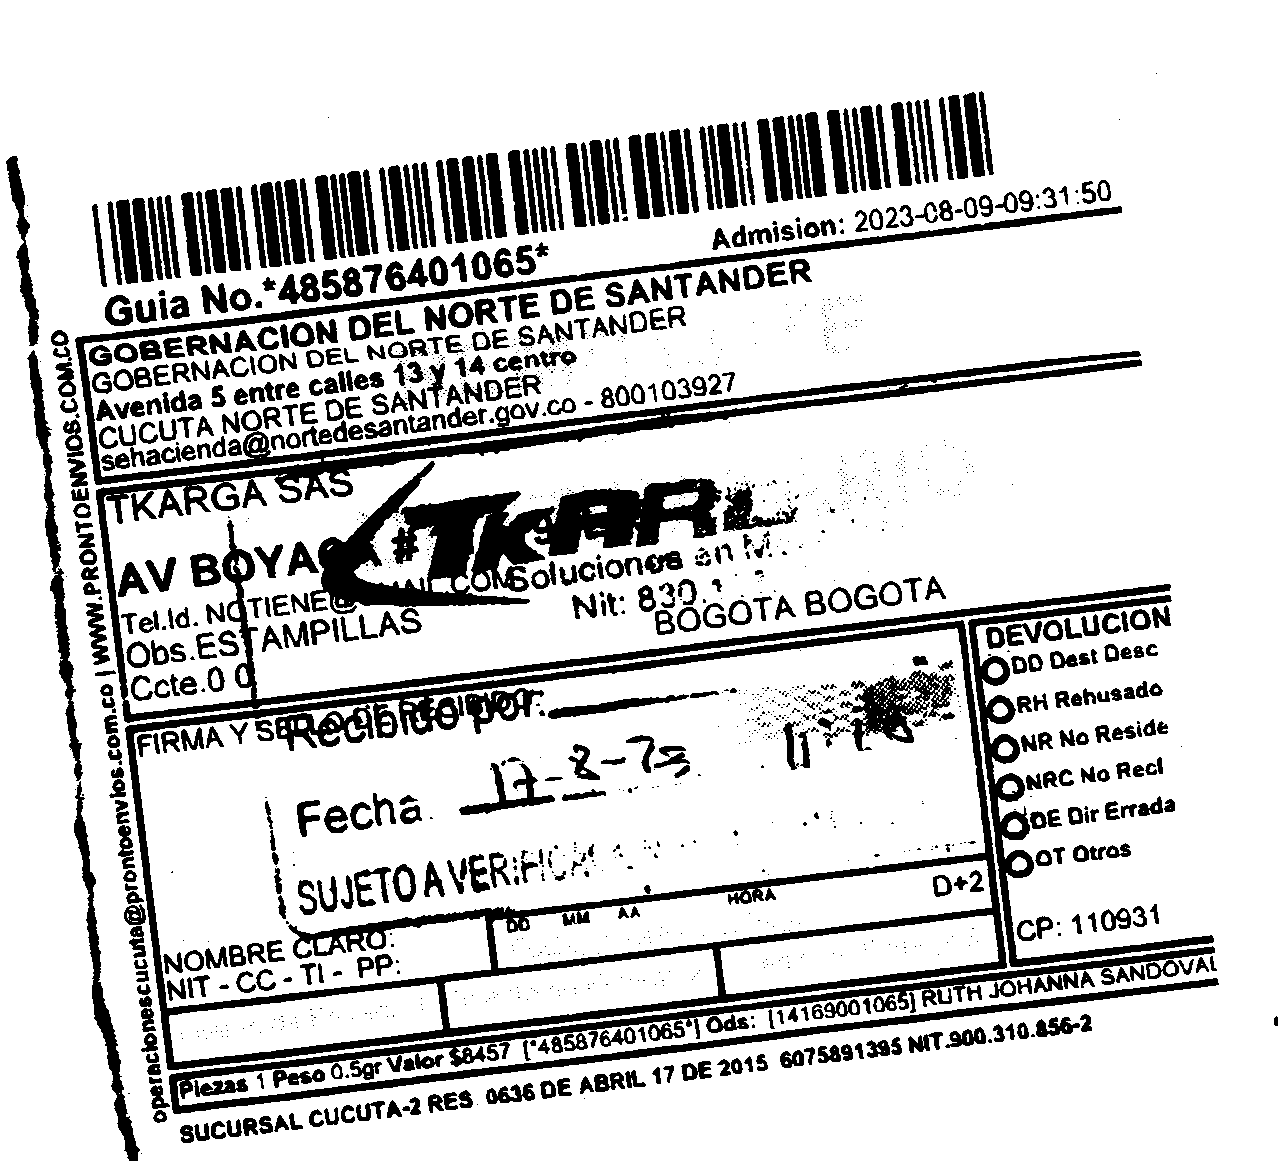 Guia No.*485876401065*
Admision: 2023-08-09-09:31:50
GOBERNACION DEL NORTE DE SANTANDER
GOBERNACION DEL NORTE DE SANTANDER
Avenida 5 entre calles 13 y 14 centro
CUCUTA NORTE DE SANTANDER
sehacienda@nortedesantander.gov.co - 800103927
TKARGA SAS
AV BOYACA #
Tel.Id. NOTIENE@
Soluciones en M
Nit: 830.1
Obs.ESTAMPILLAS
BOGOTA BOGOTA
Ccte.0 0
FIRMA Y SELLO DE RECIBIDO:
Recibido por:
Fecha 17-8-23
SUJETO A VERIFICA
DD MM AA HORA D+2
NOMBRE CLARO:
NIT - CC - TI - PP:
DEVOLUCION
DD Dest Desc
RH Rehusado
NR No Reside
NRC No Recl
DE Dir Errada
OT Otros
CP: 110931
Piezas 1 Peso 0.5gr Valor $8457 [*485876401065*] Ods: [14169001065] RUTH JOHANNA SANDOVAL
SUCURSAL CUCUTA-2 RES 0636 DE ABRIL 17 DE 2015 6075891395 NIT.900.310.856-2
operacionescucuta@prontoenvios.com.co | WWW.PRONTOENVIOS.COM.CO